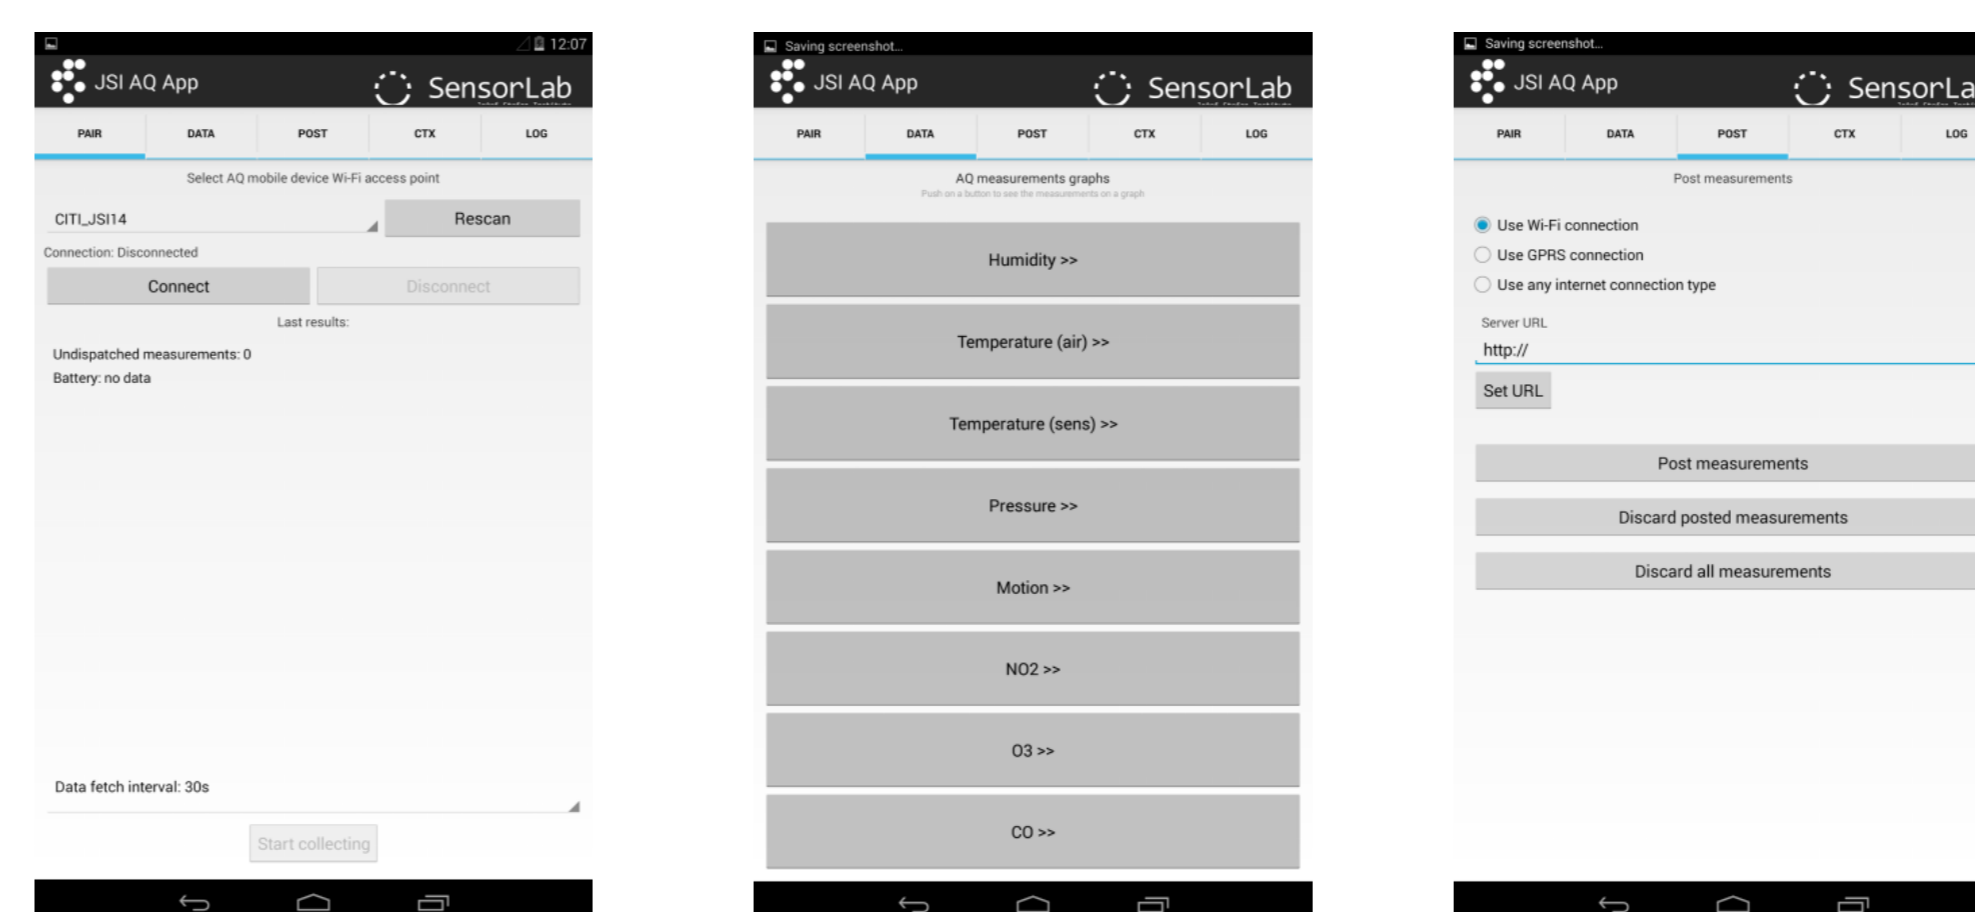 12:07
JSI AQ App
SensorLab
PAIR DATA POST CTX LOG
Select AQ mobile device Wi-Fi access point
CITI_JSI14
Rescan
Connection: Disconnected
Connect
Disconnect
Last results:
Undispatched measurements: 0
Battery: no data
Data fetch interval: 30s
Start collecting
Saving screenshot...
JSI AQ App
SensorLab
PAIR DATA POST CTX LOG
AQ measurements graphs
Push on a button to see the measurements on a graph
Humidity >>
Temperature (air) >>
Temperature (sens) >>
Pressure >>
Motion >>
NO2 >>
O3 >>
CO >>
Saving screenshot...
JSI AQ App
SensorLa
PAIR DATA POST CTX LOG
Post measurements
Use Wi-Fi connection
Use GPRS connection
Use any internet connection type
Server URL
http://
Set URL
Post measurements
Discard posted measurements
Discard all measurements